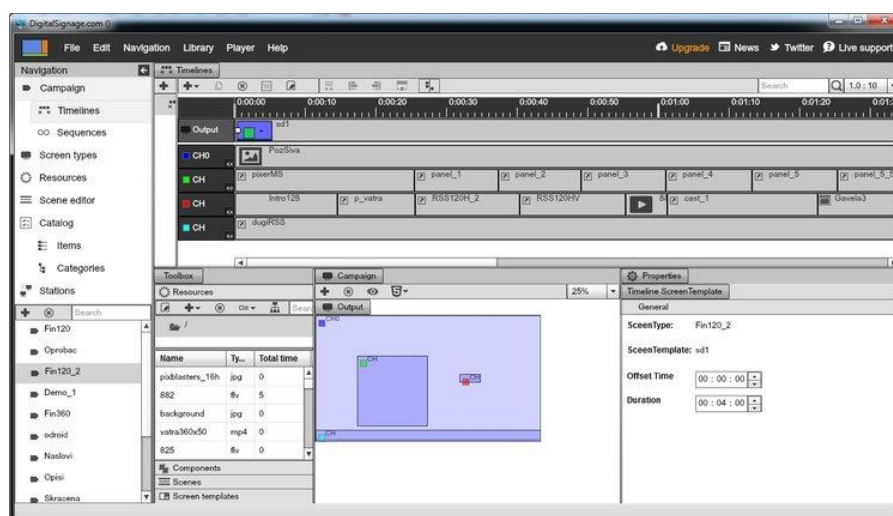 DigitalSignage.com ()
File Edit Navigation Library Player Help
Upgrade News Twitter Live support
Navigation
Campaign
Timelines
Sequences
Screen types
Resources
Scene editor
Catalog
Items
Categories
Stations
Search
Fin120
Oprobac
Fin120_2
Demo_1
Fin360
odroid
Naslovi
Opisi
Skracena
Timelines
Search 1.0 : 10
0:00:00 0:00:10 0:00:20 0:00:30 0:00:40 0:00:50 0:01:00 0:01:10 0:01:20
Output sd1
CH0 PozSiva
CH pixerMS panel_1 panel_2 panel_3 panel_4 panel_5 panel_5_5
CH Intro128 p_vatra RSS120H_2 RSS120HV cast_1 Gavela3
CH dugiRSS
Toolbox
Resources
/
Name Ty... Total time
pixblasters_16h jpg 0
882 flv 5
background jpg 0
vatra360x50 mp4 0
825 flv 0
Components
Scenes
Screen templates
Campaign
25%
Output
CH0
CH
CH
CH
Properties
Timeline ScreenTemplate
General
SceenType: Fin120_2
SceenTemplate: sd1
Offset Time 00 : 00 : 00
Duration 00 : 04 : 00